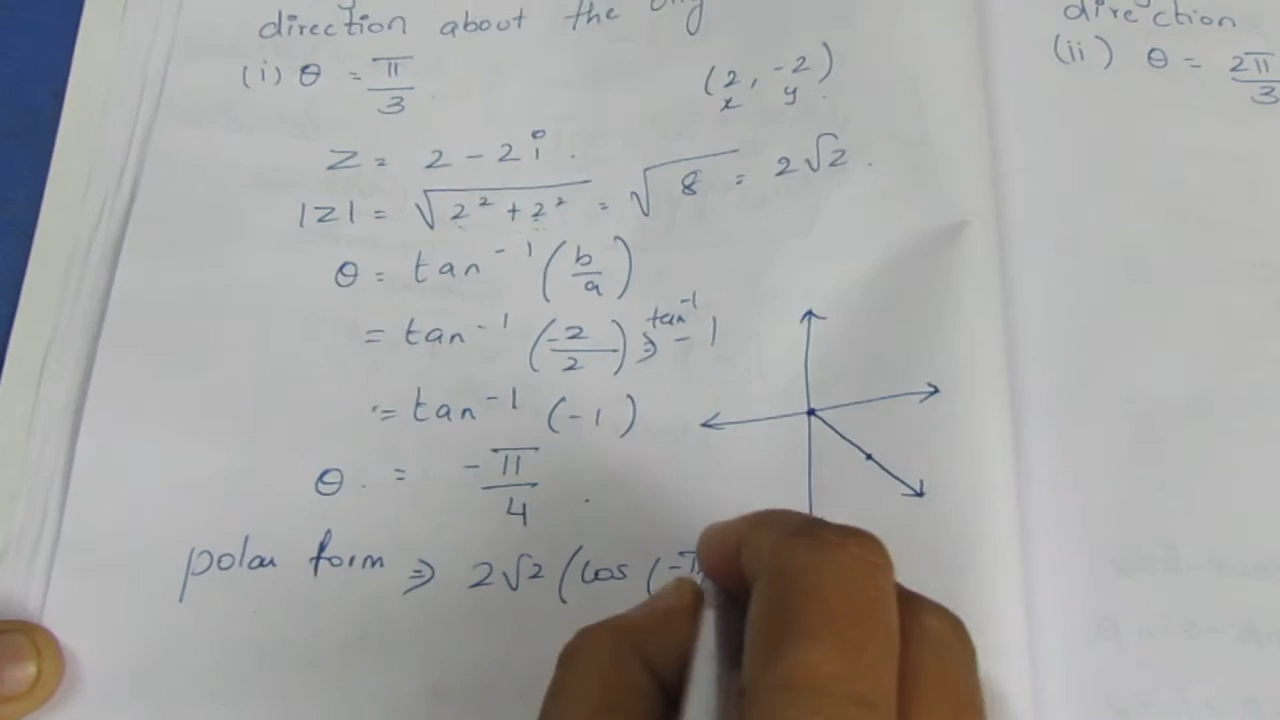 direction about the
(i) θ = π/3
(2, -2)
x y
z = 2 - 2i.
|z| = √(2² + 2²) = √8 = 2√2.
θ = tan⁻¹ (b/a)
= tan⁻¹ (-2/2) ⇒ tan⁻¹ - 1
= tan⁻¹ (-1)
θ = -π/4.
polar form ⇒ 2√2 (cos (-π
direction
(ii) θ = 2π/3